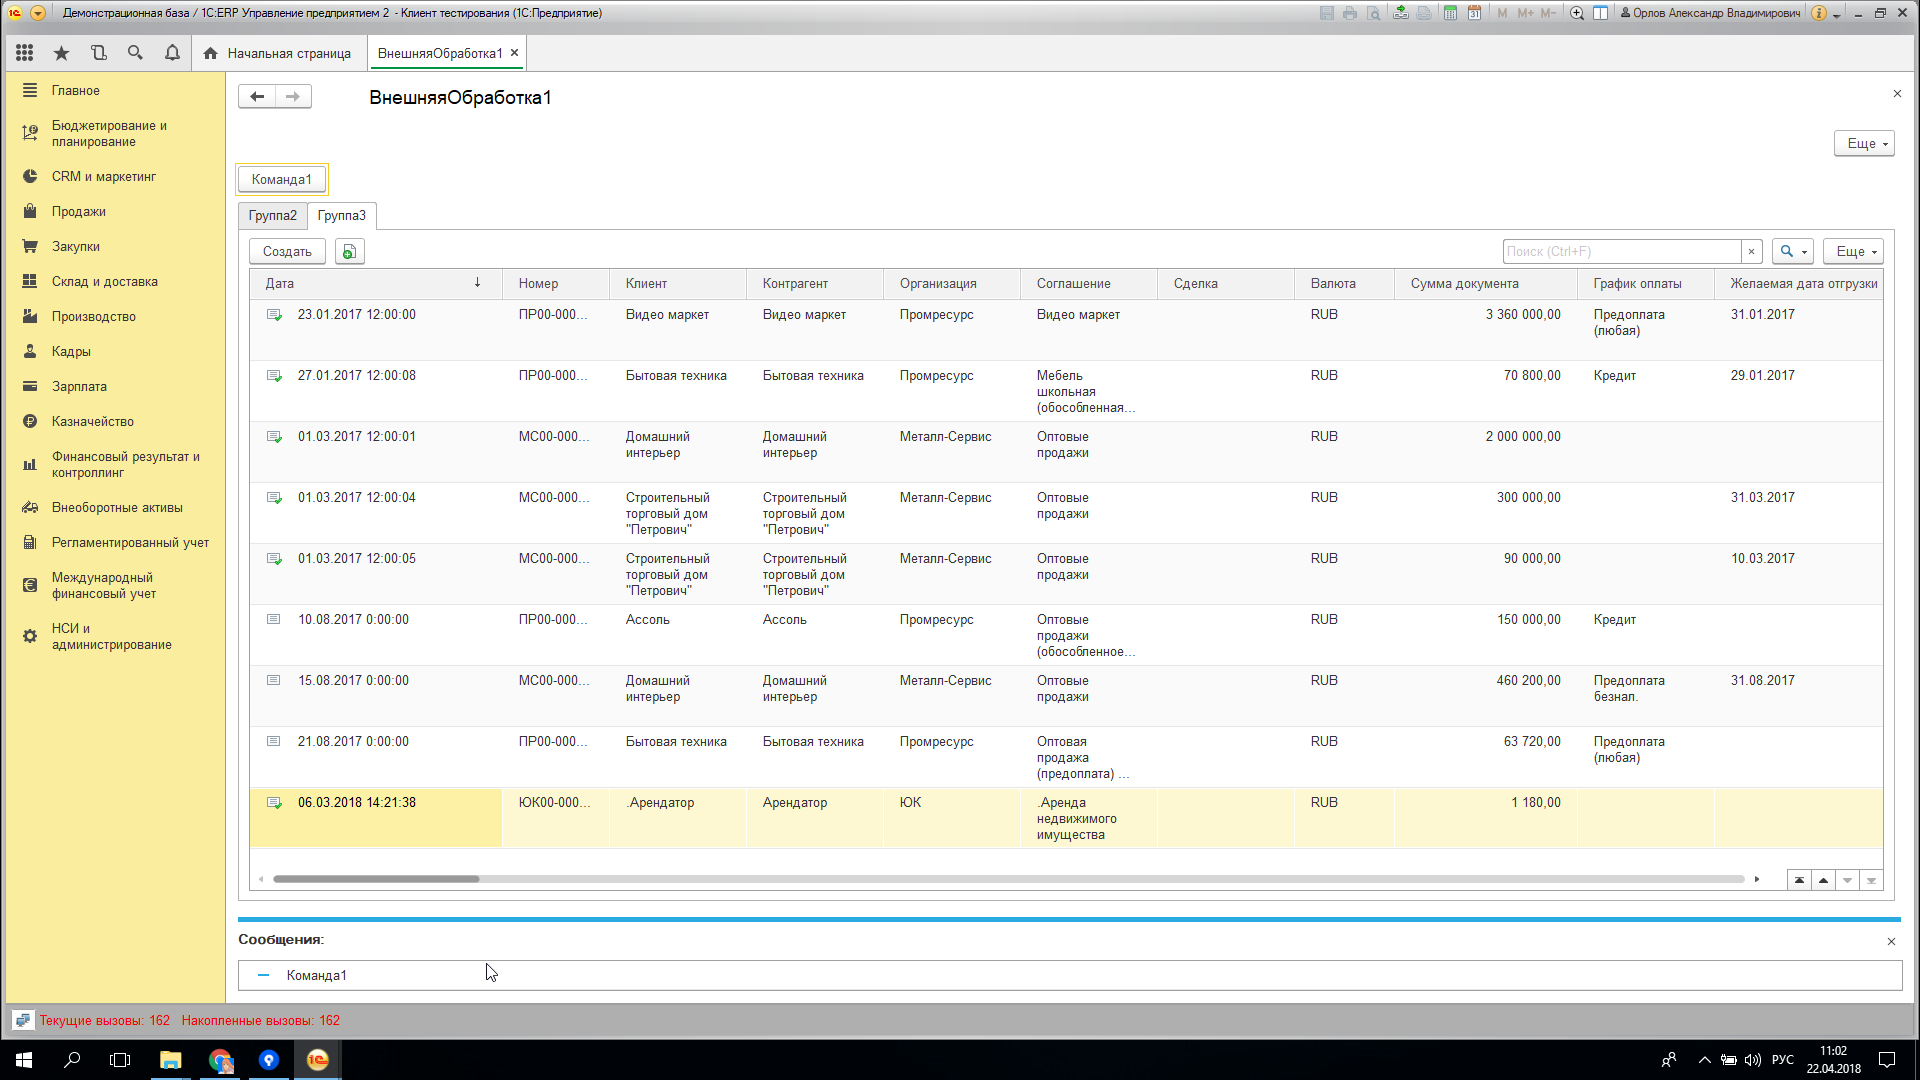 Демонстрационная база / 1С:ERP Управление предприятием 2 - Клиент тестирования (1С:Предприятие)
M M+ M- Орлов Александр Владимирович
Начальная страница ВнешняяОбработка1
Главное
Бюджетирование и
планирование
CRM и маркетинг
Продажи
Закупки
Склад и доставка
Производство
Кадры
Зарплата
Казначейство
Финансовый результат и
контроллинг
Внеоборотные активы
Регламентированный учет
Международный
финансовый учет
НСИ и
администрирование
ВнешняяОбработка1
Еще
Команда1
Группа2 Группа3
Создать Поиск (Ctrl+F) Еще
Дата Номер Клиент Контрагент Организация Соглашение Сделка Валюта Сумма документа График оплаты Желаемая дата отгрузки
23.01.2017 12:00:00 ПР00-000... Видео маркет Видео маркет Промресурс Видео маркет RUB 3 360 000,00 Предоплата 31.01.2017
(любая)
27.01.2017 12:00:08 ПР00-000... Бытовая техника Бытовая техника Промресурс Мебель RUB 70 800,00 Кредит 29.01.2017
школьная
(обособленная...
01.03.2017 12:00:01 МС00-000... Домашний Домашний Металл-Сервис Оптовые RUB 2 000 000,00
интерьер интерьер продажи
01.03.2017 12:00:04 МС00-000... Строительный Строительный Металл-Сервис Оптовые RUB 300 000,00 31.03.2017
торговый дом торговый дом продажи
"Петрович" "Петрович"
01.03.2017 12:00:05 МС00-000... Строительный Строительный Металл-Сервис Оптовые RUB 90 000,00 10.03.2017
торговый дом торговый дом продажи
"Петрович" "Петрович"
10.08.2017 0:00:00 ПР00-000... Ассоль Ассоль Промресурс Оптовые RUB 150 000,00 Кредит
продажи
(обособленное...
15.08.2017 0:00:00 МС00-000... Домашний Домашний Металл-Сервис Оптовые RUB 460 200,00 Предоплата 31.08.2017
интерьер интерьер продажи безнал.
21.08.2017 0:00:00 ПР00-000... Бытовая техника Бытовая техника Промресурс Оптовая RUB 63 720,00 Предоплата
продажа (любая)
(предоплата) ...
06.03.2018 14:21:38 ЮК00-000... .Арендатор Арендатор ЮК .Аренда RUB 1 180,00
недвижимого
имущества
Сообщения:
Команда1
Текущие вызовы: 162 Накопленные вызовы: 162
РУС 11:02
22.04.2018